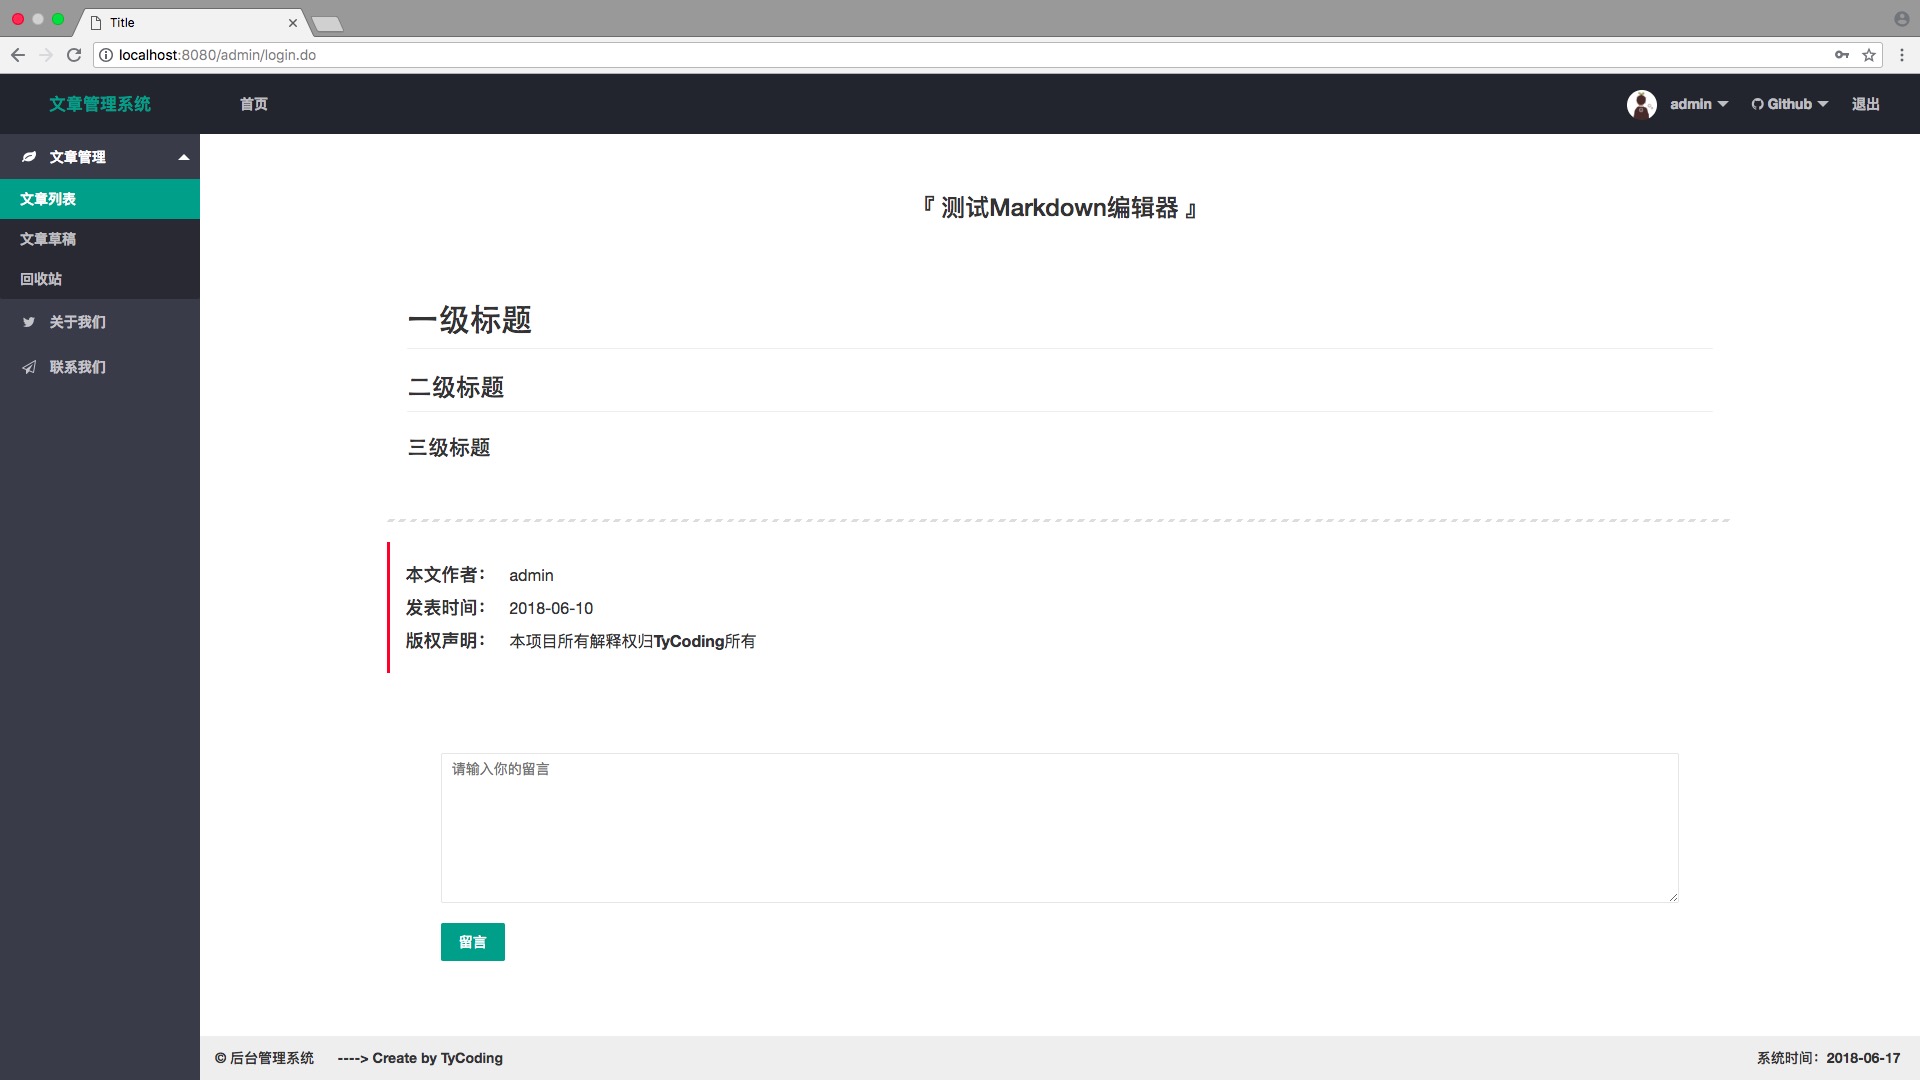 Title
localhost:8080/admin/login.do
文章管理系统
首页
admin
Github
退出
文章管理
文章列表
文章草稿
回收站
关于我们
联系我们
『 测试Markdown编辑器 』
一级标题
二级标题
三级标题
本文作者： admin
发表时间： 2018-06-10
版权声明： 本项目所有解释权归TyCoding所有
请输入你的留言
留言
© 后台管理系统 ----> Create by TyCoding
系统时间：2018-06-17